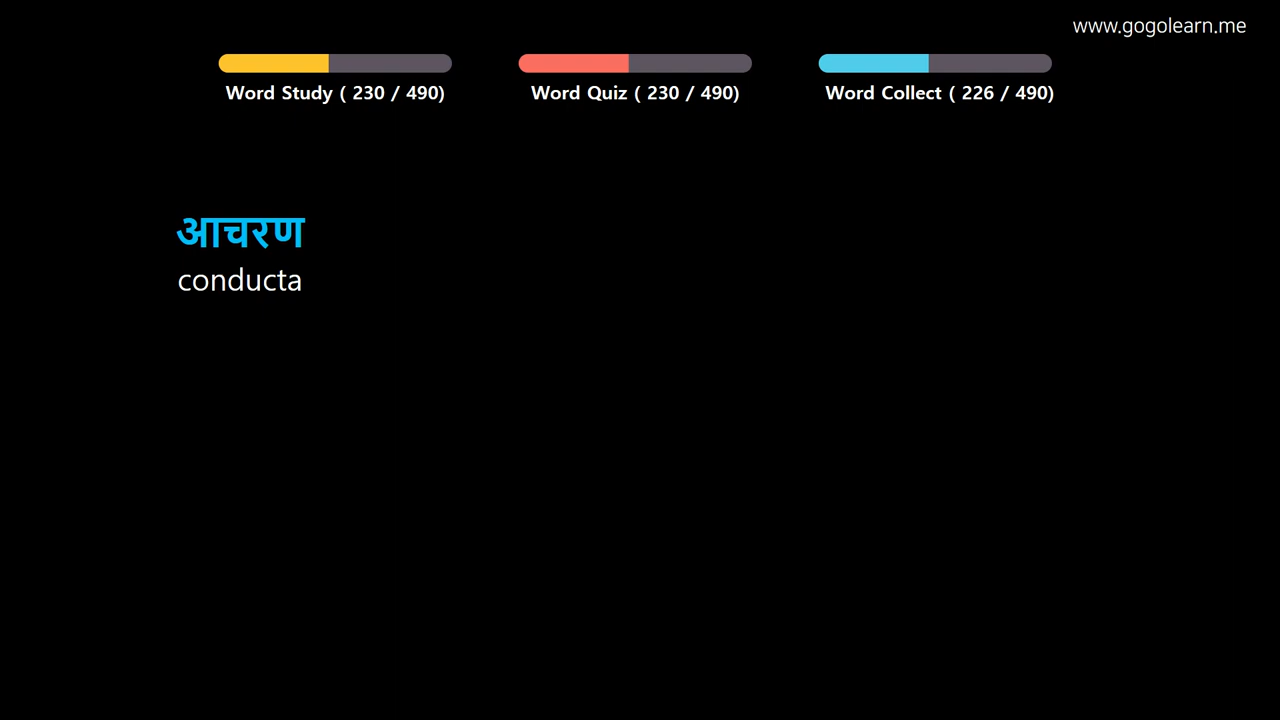 www.gogolearn.me
Word Study ( 230 / 490)
Word Quiz ( 230 / 490)
Word Collect ( 226 / 490)
आचरण
conducta